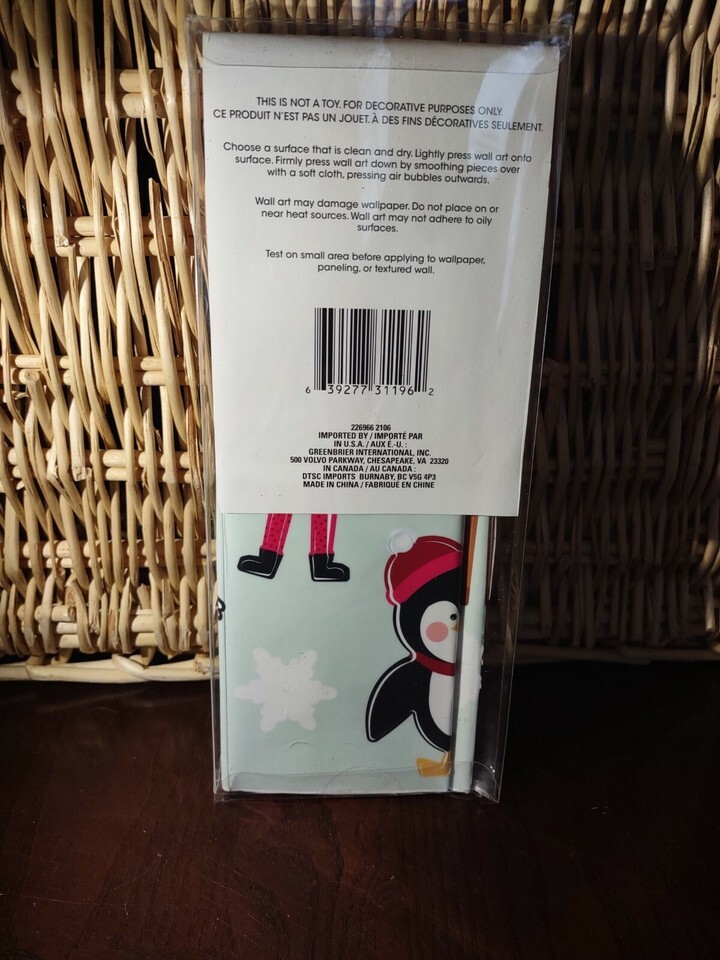 THIS IS NOT A TOY. FOR DECORATIVE PURPOSES ONLY.
CE PRODUIT N'EST PAS UN JOUET. À DES FINS DÉCORATIVES SEULEMENT.
Choose a surface that is clean and dry. Lightly press wall art onto
surface. Firmly press wall art down by smoothing pieces over
with a soft cloth, pressing air bubbles outwards.
Wall art may damage wallpaper. Do not place on or
near heat sources. Wall art may not adhere to oily
surfaces.
Test on small area before applying to wallpaper,
paneling, or textured wall.
6 39277 31196 2
226966 2106
IMPORTED BY / IMPORTÉ PAR
IN U.S.A. / AUX É.-U. :
GREENBRIER INTERNATIONAL, INC.
500 VOLVO PARKWAY, CHESAPEAKE, VA 23320
IN CANADA / AU CANADA :
DTSC IMPORTS BURNABY, BC V5G 4P3
MADE IN CHINA / FABRIQUE EN CHINE